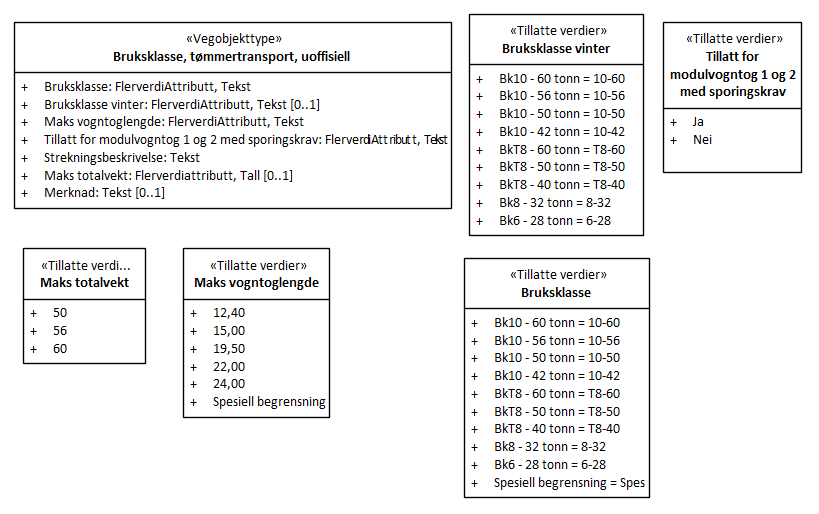 «Vegobjekttype»
Bruksklasse, tømmertransport, uoffisiell
+ Bruksklasse: FlerverdiAttributt, Tekst
+ Bruksklasse vinter: FlerverdiAttributt, Tekst [0..1]
+ Maks vogntoglengde: FlerverdiAttributt, Tekst
+ Tillatt for modulvogntog 1 og 2 med sporingskrav: FlerverdiAttributt, Tekst
+ Strekningsbeskrivelse: Tekst
+ Maks totalvekt: Flerverdiattributt, Tall [0..1]
+ Merknad: Tekst [0..1]
«Tillatte verdier»
Bruksklasse vinter
+ Bk10 - 60 tonn = 10-60
+ Bk10 - 56 tonn = 10-56
+ Bk10 - 50 tonn = 10-50
+ Bk10 - 42 tonn = 10-42
+ BkT8 - 60 tonn = T8-60
+ BkT8 - 50 tonn = T8-50
+ BkT8 - 40 tonn = T8-40
+ Bk8 - 32 tonn = 8-32
+ Bk6 - 28 tonn = 6-28
«Tillatte verdier»
Tillatt for
modulvogntog 1 og 2
med sporingskrav
+ Ja
+ Nei
«Tillatte verdi...
Maks totalvekt
+ 50
+ 56
+ 60
«Tillatte verdier»
Maks vogntoglengde
+ 12,40
+ 15,00
+ 19,50
+ 22,00
+ 24,00
+ Spesiell begrensning
«Tillatte verdier»
Bruksklasse
+ Bk10 - 60 tonn = 10-60
+ Bk10 - 56 tonn = 10-56
+ Bk10 - 50 tonn = 10-50
+ Bk10 - 42 tonn = 10-42
+ BkT8 - 60 tonn = T8-60
+ BkT8 - 50 tonn = T8-50
+ BkT8 - 40 tonn = T8-40
+ Bk8 - 32 tonn = 8-32
+ Bk6 - 28 tonn = 6-28
+ Spesiell begrensning = Spes